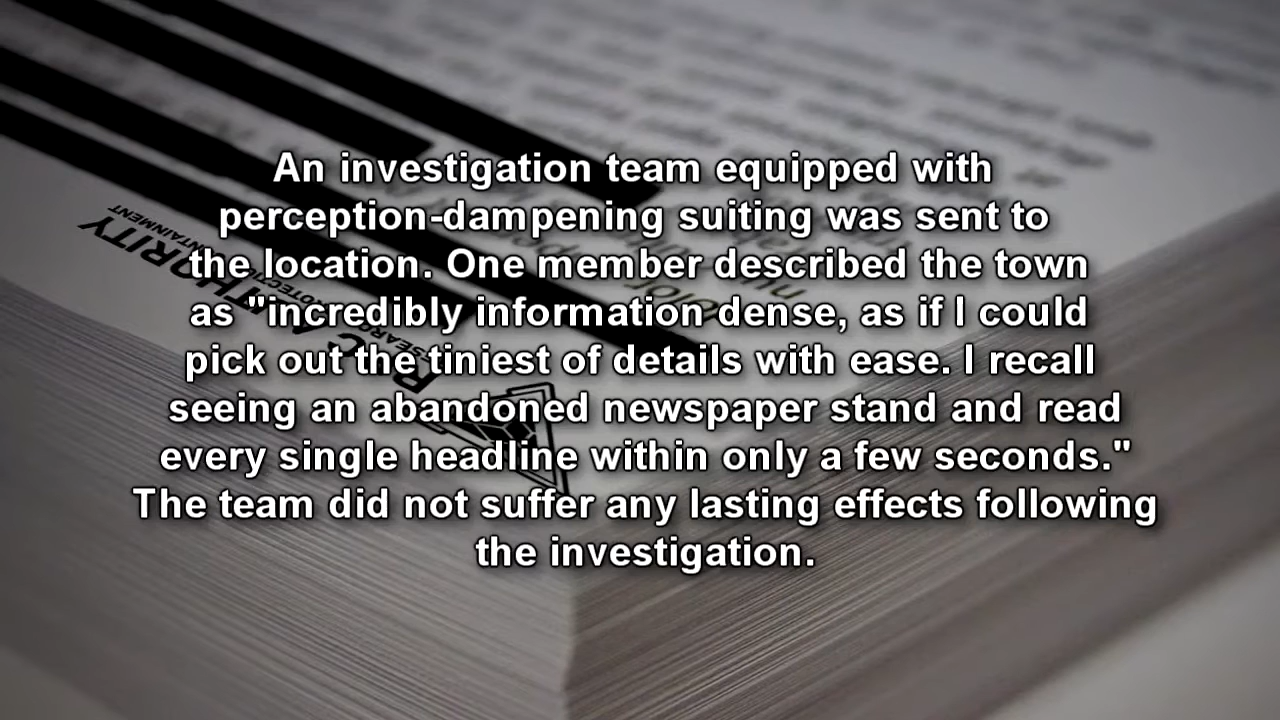 An investigation team equipped with
perception-dampening suiting was sent to
the location. One member described the town
as "incredibly information dense, as if I could
pick out the tiniest of details with ease. I recall
seeing an abandoned newspaper stand and read
every single headline within only a few seconds."
The team did not suffer any lasting effects following
the investigation.